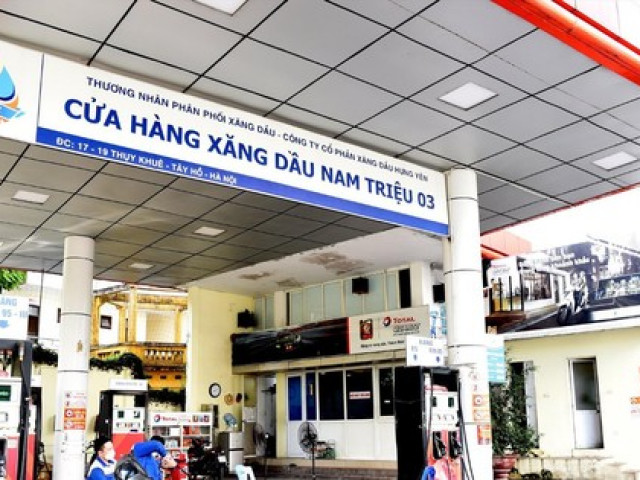 THƯƠNG NHÂN PHÂN PHỐI XĂNG DẦU - CÔNG TY CỔ PHẦN XĂNG DẦU HƯNG YÊN
CỬA HÀNG XĂNG DẦU NAM TRIỆU 03
ĐC: 17 - 19 THỤY KHUÊ - TÂY HỒ - HÀ NỘI
TOTAL